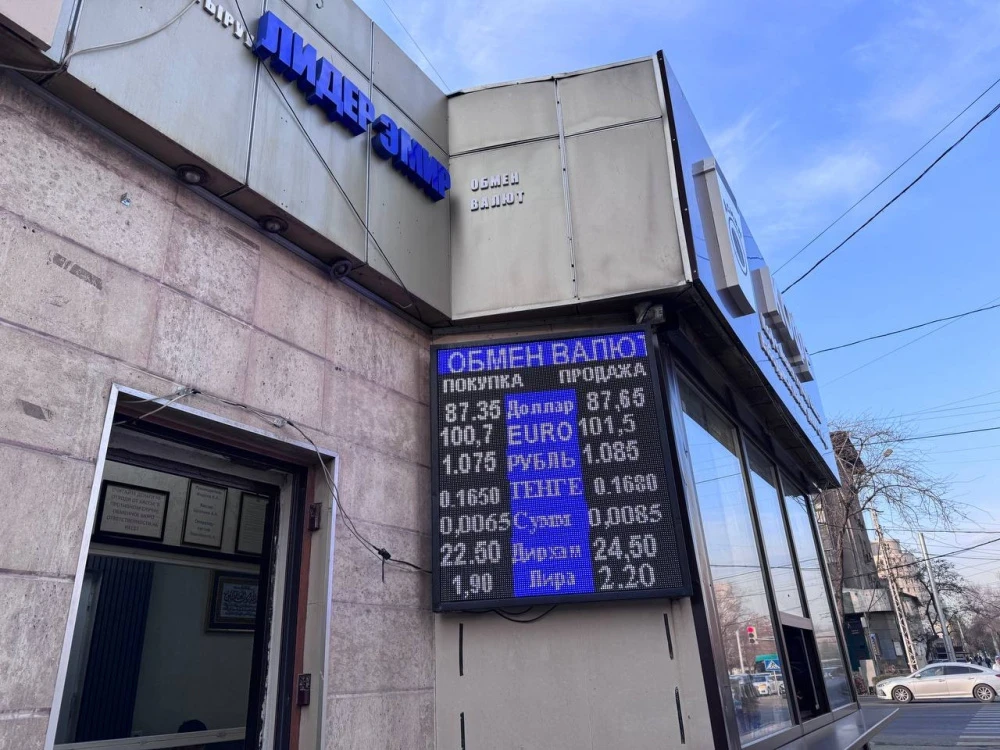 ЛИДЕР ЭМИР
ОБМЕН
ВАЛЮТ
ОБМЕН ВАЛЮТ
ПОКУПКА ПРОДАЖА
87.35 Доллар 87,65
100,7 EURO 101,5
1.075 РУБЛЬ 1.085
0.1650 ТЕНГЕ 0.1680
0,0065 Сумм 0,0085
22.50 Дирхам 24,50
1,90 Лира 2.20